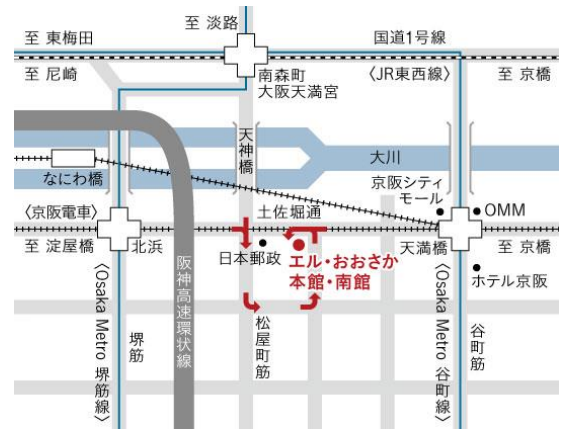 至 淡路
至 東梅田
国道1号線
至 尼崎
南森町
大阪天満宮
〈JR東西線〉
至 京橋
天神橋
大川
なにわ橋
京阪シティ
モール
OMM
〈京阪電車〉
土佐堀通
至 淀屋橋
北浜
日本郵政
エル・おおさか
本館・南館
天満橋
至 京橋
ホテル京阪
阪神高速環状線
〈Osaka Metro 堺筋線〉
堺筋
松屋町筋
〈Osaka Metro 谷町線〉
谷町筋